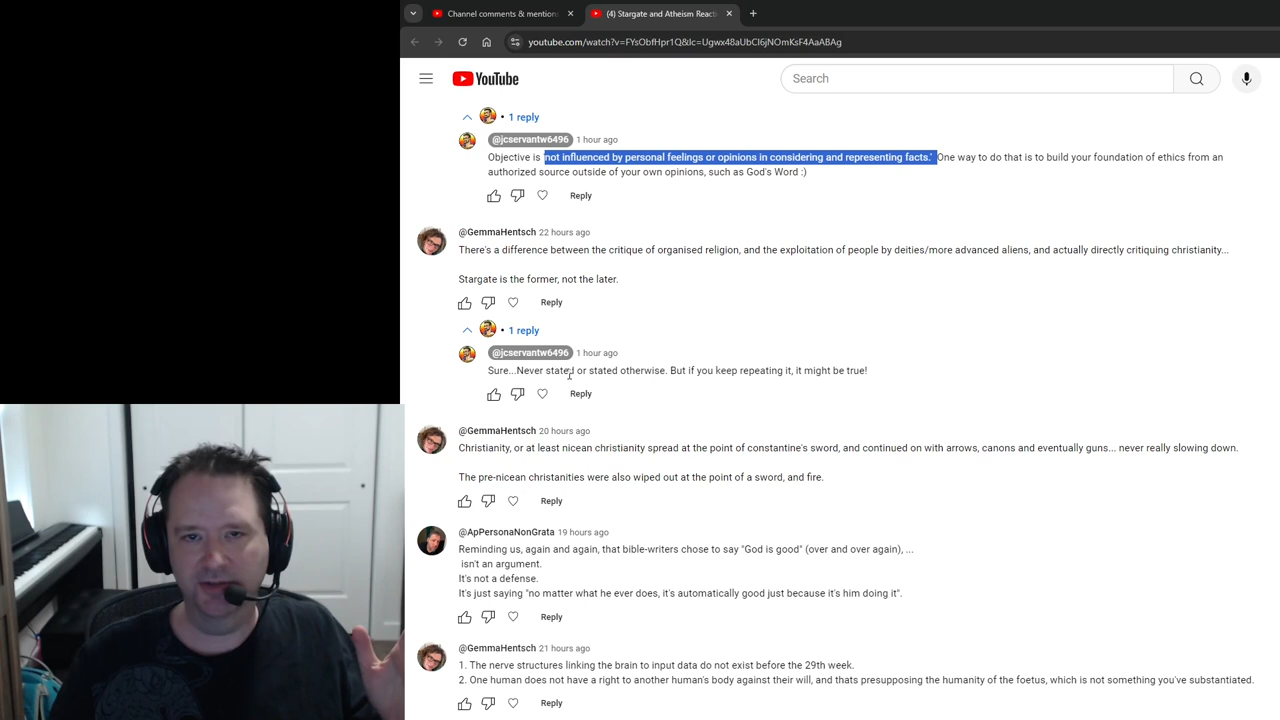 Channel comments & mention
(4) Stargate and Atheism Reacti
youtube.com/watch?v=FYsObfHpr1Q&lc=Ugwx48aUbCI6jNOmKsF4AaABAg
YouTube
Search
• 1 reply
@jcservantw6496 1 hour ago
Objective is 'not influenced by personal feelings or opinions in considering and representing facts.' One way to do that is to build your foundation of ethics from an
authorized source outside of your own opinions, such as God's Word :)
Reply
@GemmaHentsch 22 hours ago
There's a difference between the critique of organised religion, and the exploitation of people by deities/more advanced aliens, and actually directly critiquing christianity...
Stargate is the former, not the later.
Reply
• 1 reply
@jcservantw6496 1 hour ago
Sure...Never stated or stated otherwise. But if you keep repeating it, it might be true!
Reply
@GemmaHentsch 20 hours ago
Christianity, or at least nicean christianity spread at the point of constantine's sword, and continued on with arrows, canons and eventually guns... never really slowing down.
The pre-nicean christanities were also wiped out at the point of a sword, and fire.
Reply
@ApPersonaNonGrata 19 hours ago
Reminding us, again and again, that bible-writers chose to say "God is good" (over and over again), ...
isn't an argument.
It's not a defense.
It's just saying "no matter what he ever does, it's automatically good just because it's him doing it".
Reply
@GemmaHentsch 21 hours ago
1. The nerve structures linking the brain to input data do not exist before the 29th week.
2. One human does not have a right to another human's body against their will, and thats presupposing the humanity of the foetus, which is not something you've substantiated.
Reply